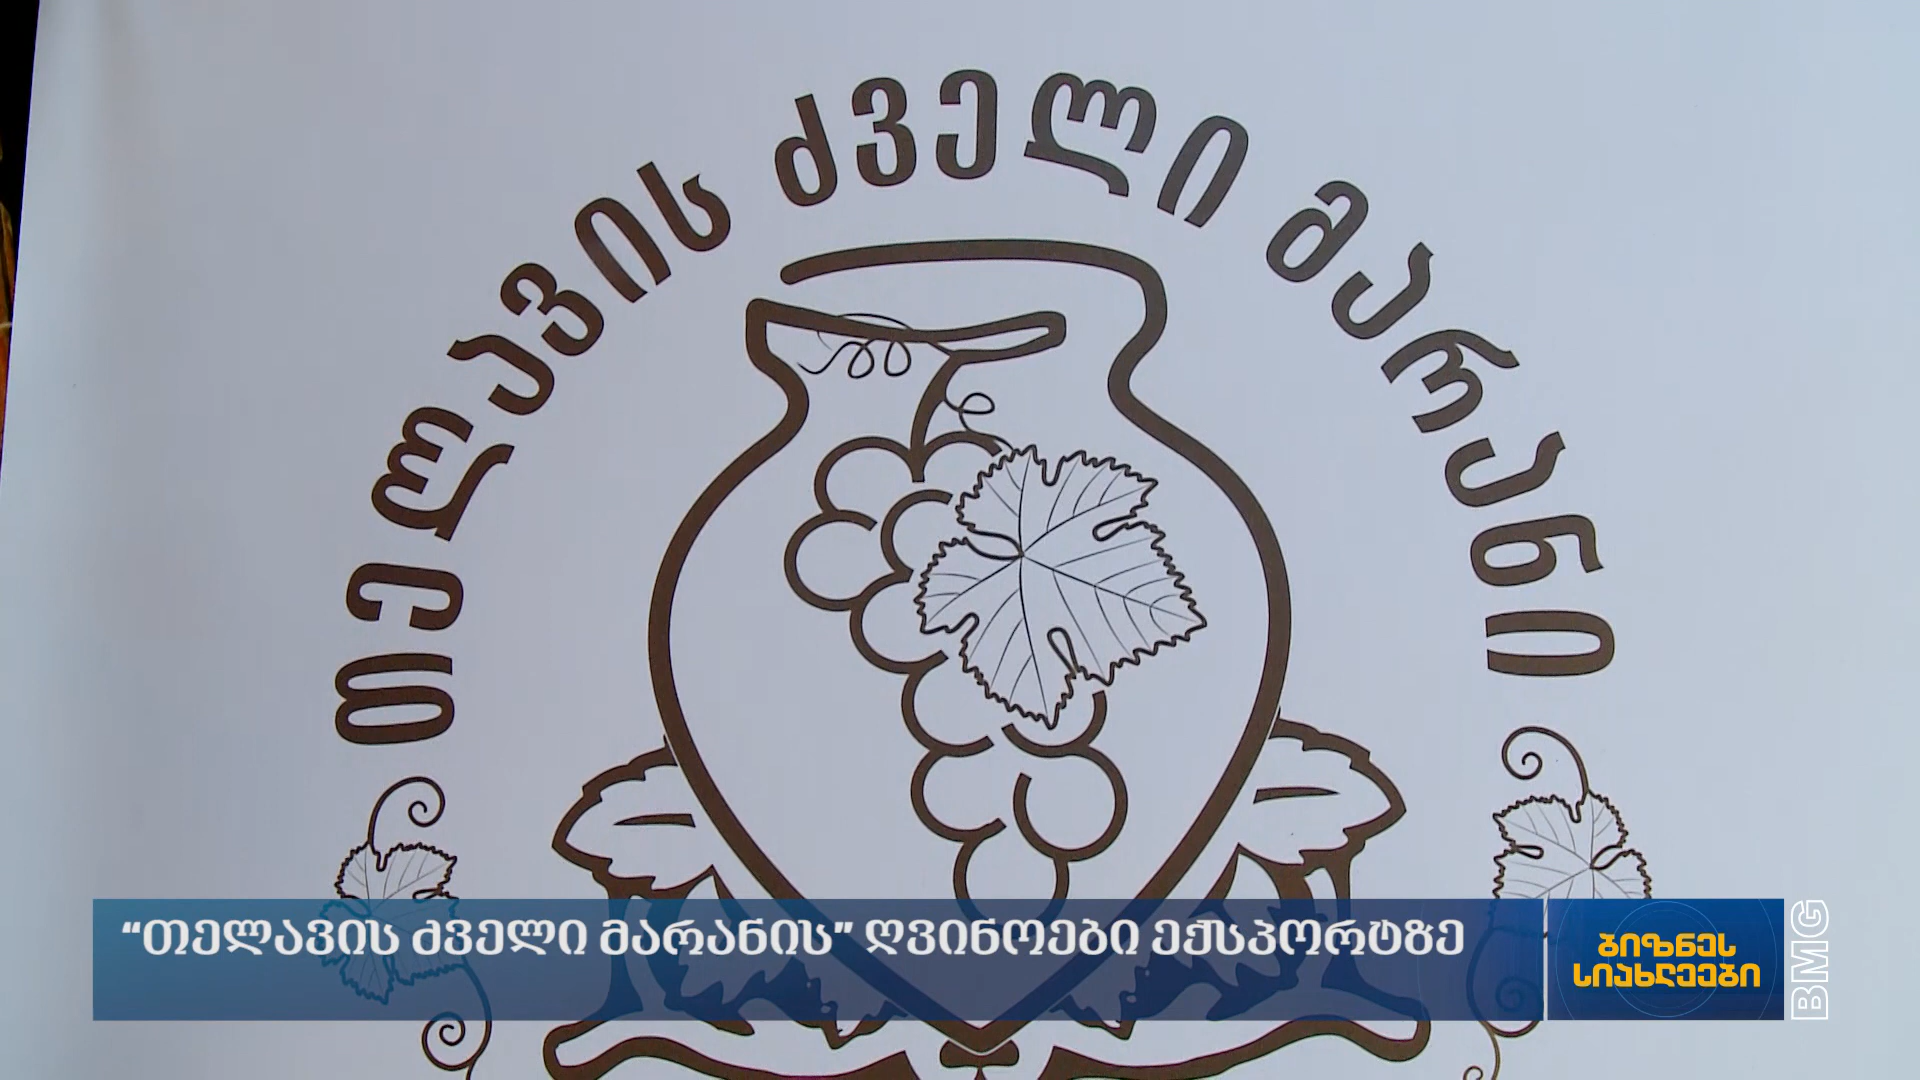 თელავის ძველი მარანი
“თელავის ძველი მარანის” ღვინოები ექსპორტზე
ბიზნეს
სიახლეები
BMG